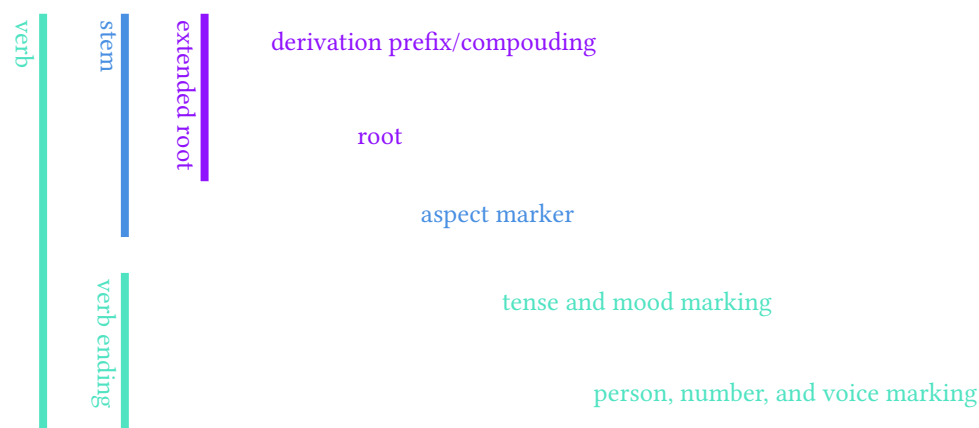 verb
stem
extended root
derivation prefix/compouding
root
aspect marker
verb ending
tense and mood marking
person, number, and voice marking